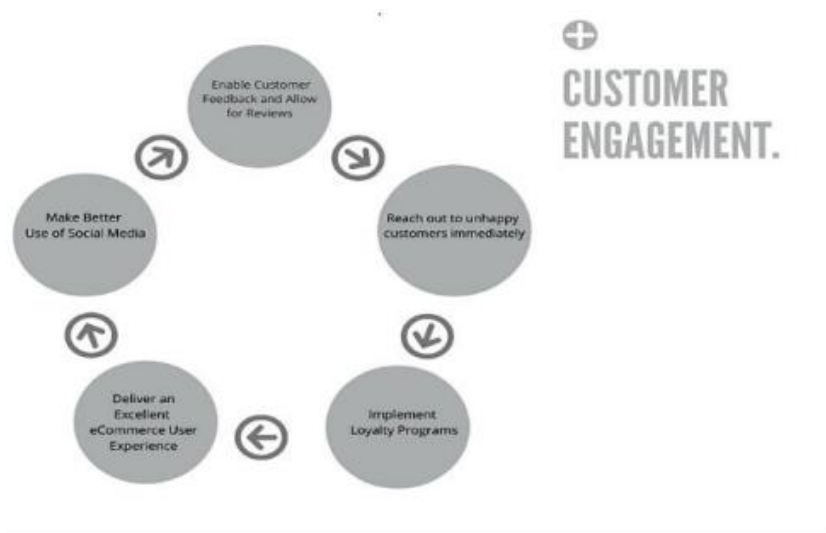 CUSTOMER
ENGAGEMENT.
Enable Customer
Feedback and Allow
for Reviews
Reach out to unhappy
customers immediately
Implement
Loyalty Programs
Deliver an
Excellent
eCommerce User
Experience
Make Better
Use of Social Media